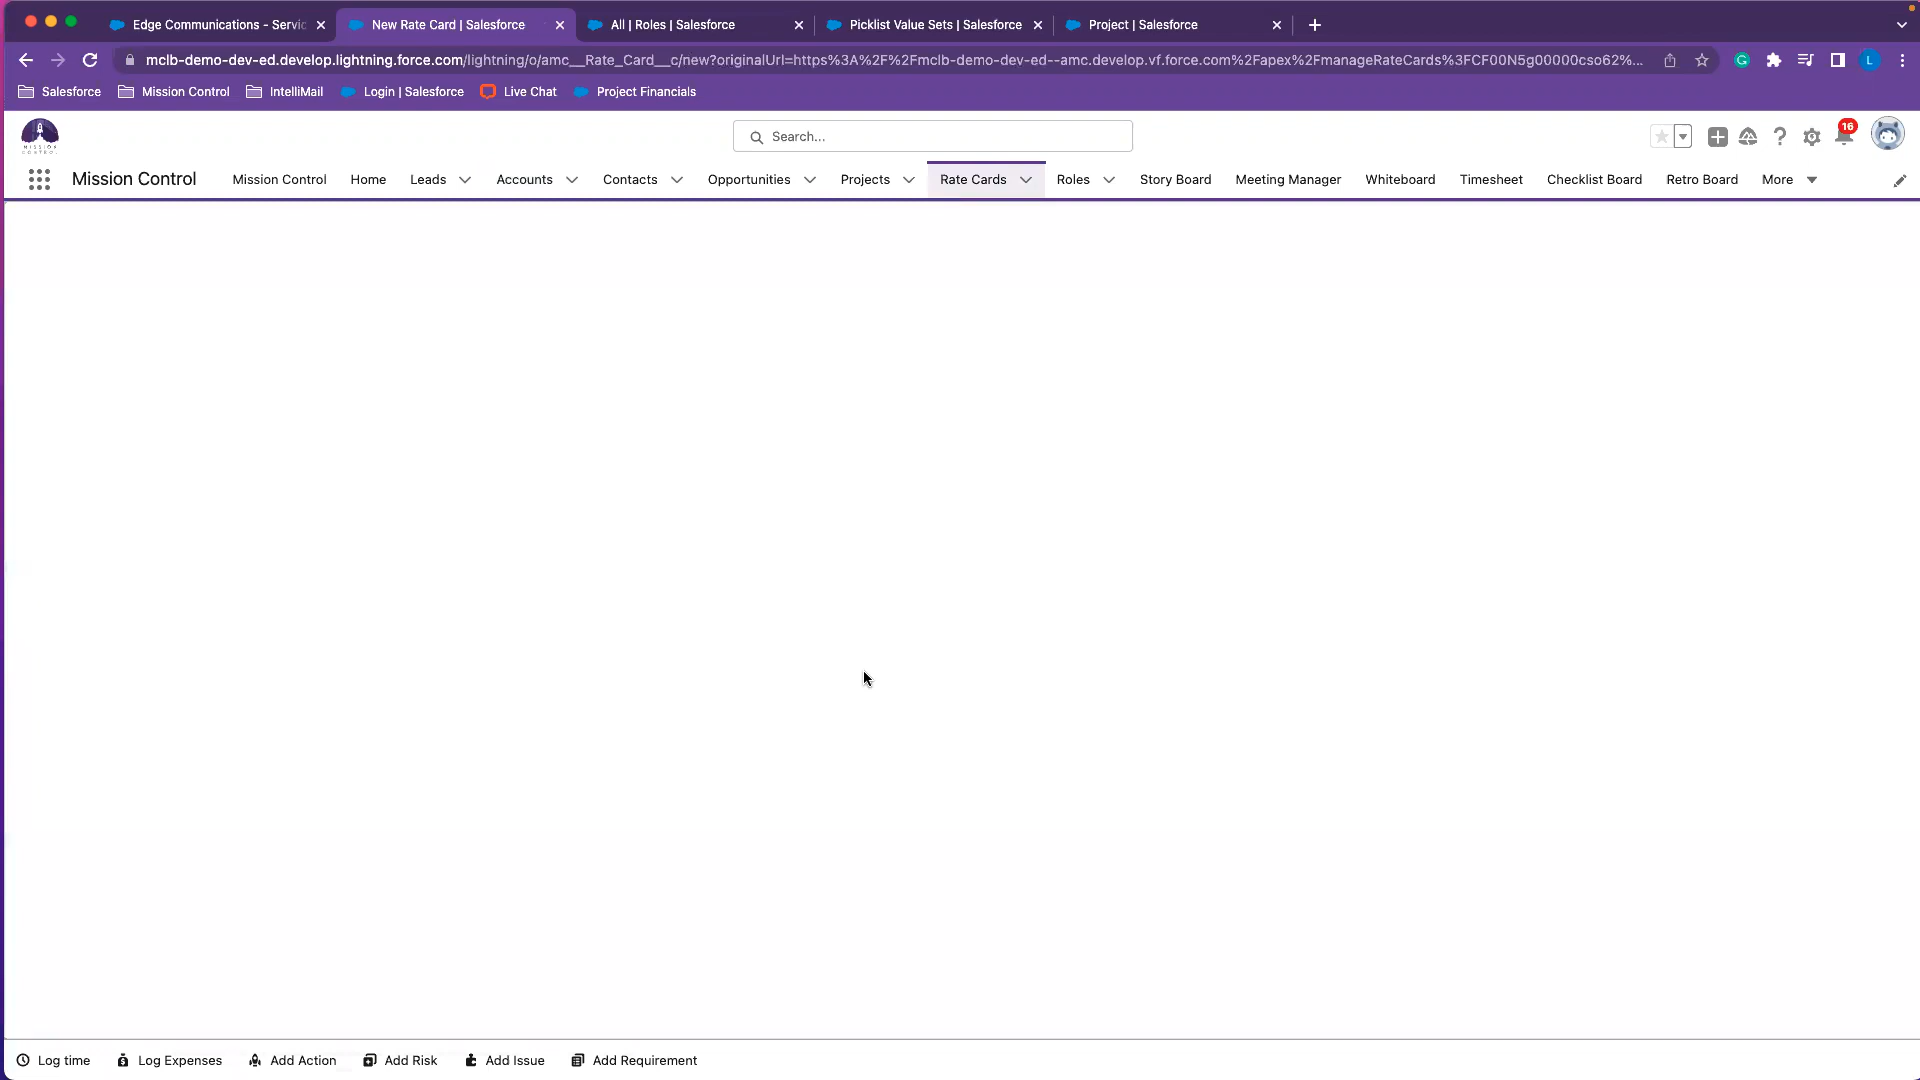 Edge Communications - Servic
New Rate Card | Salesforce
All | Roles | Salesforce
Picklist Value Sets | Salesforce
Project | Salesforce
mclb-demo-dev-ed.develop.lightning.force.com/lightning/o/amc__Rate_Card__c/new?originalUrl=https%3A%2F%2Fmclb-demo-dev-ed--amc.develop.vf.force.com%2Fapex%2FmanageRateCards%3FCF00N5g00000cso62%...
L
Salesforce
Mission Control
IntelliMail
Login | Salesforce
Live Chat
Project Financials
MISSION
CONTROL
Search...
16
Mission Control
Mission Control
Home
Leads
Accounts
Contacts
Opportunities
Projects
Rate Cards
Roles
Story Board
Meeting Manager
Whiteboard
Timesheet
Checklist Board
Retro Board
More
Log time
Log Expenses
Add Action
Add Risk
Add Issue
Add Requirement